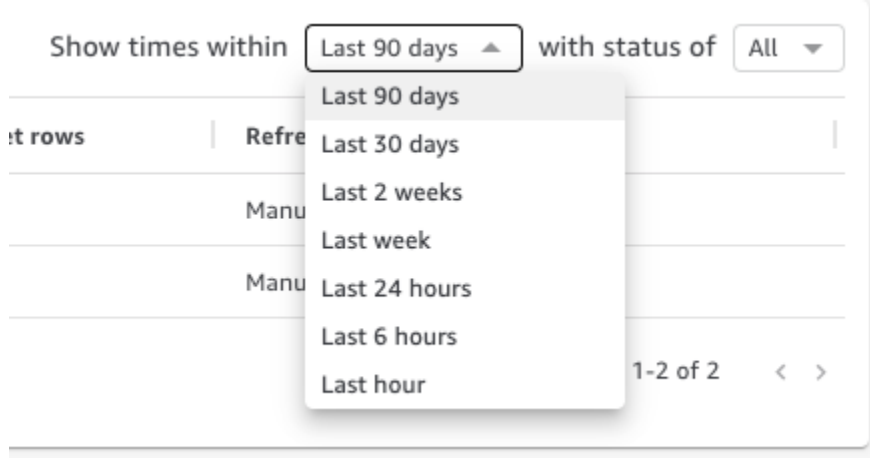 Show times within Last 90 days with status of All
Last 90 days
rows
Last 30 days
Last 2 weeks
Last week
Last 24 hours
Last 6 hours
1-2 of 2 < >
Last hour